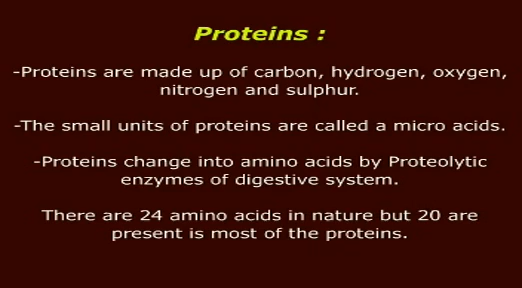 Proteins :
-Proteins are made up of carbon, hydrogen, oxygen,
nitrogen and sulphur.
-The small units of proteins are called a micro acids.
-Proteins change into amino acids by Proteolytic
enzymes of digestive system.
There are 24 amino acids in nature but 20 are
present is most of the proteins.